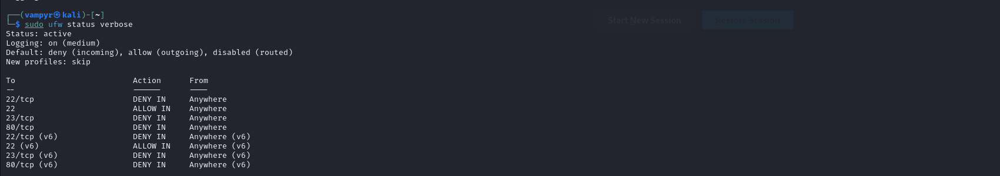 ┌──(vampyr㉿kali)-[~]
└─$ sudo ufw status verbose
Start New Session Restore Session
Status: active
Logging: on (medium)
Default: deny (incoming), allow (outgoing), disabled (routed)
New profiles: skip
To Action From
-- ------ ----
22/tcp DENY IN Anywhere
22 ALLOW IN Anywhere
23/tcp DENY IN Anywhere
80/tcp DENY IN Anywhere
22/tcp (v6) DENY IN Anywhere (v6)
22 (v6) ALLOW IN Anywhere (v6)
23/tcp (v6) DENY IN Anywhere (v6)
80/tcp (v6) DENY IN Anywhere (v6)